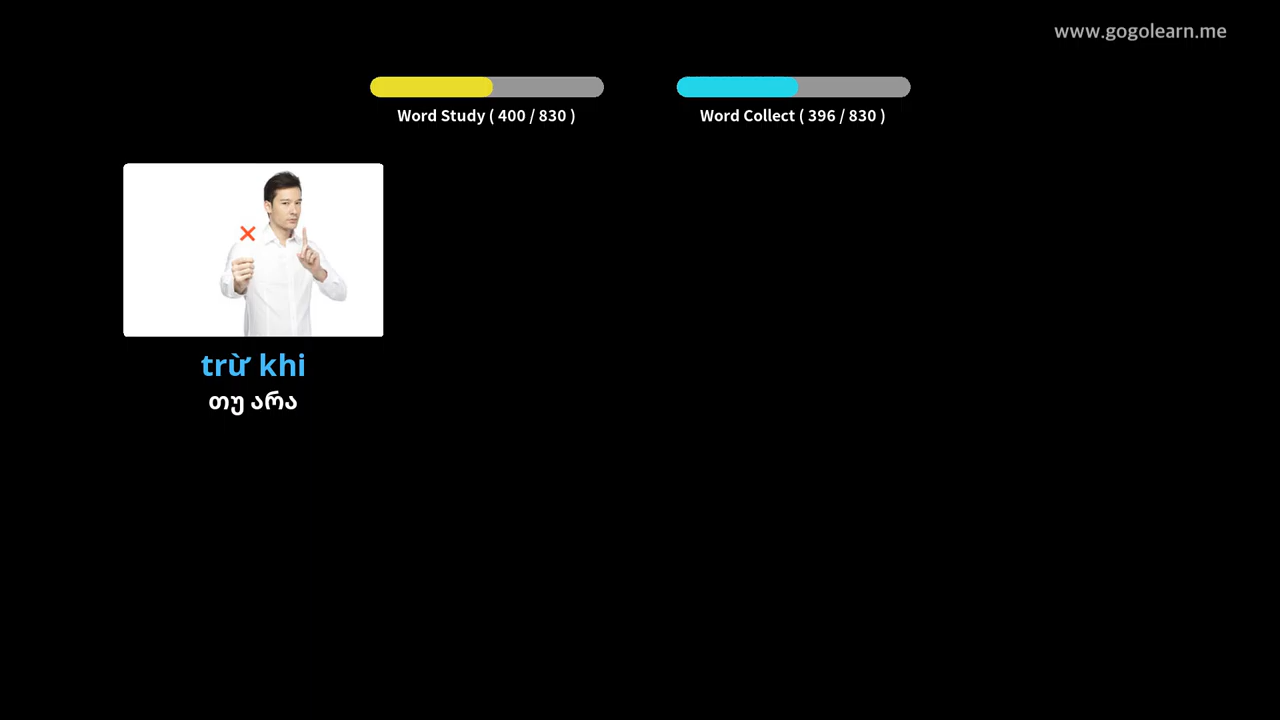 www.gogolearn.me
Word Study ( 400 / 830 )
Word Collect ( 396 / 830 )
trừ khi
თუ არა